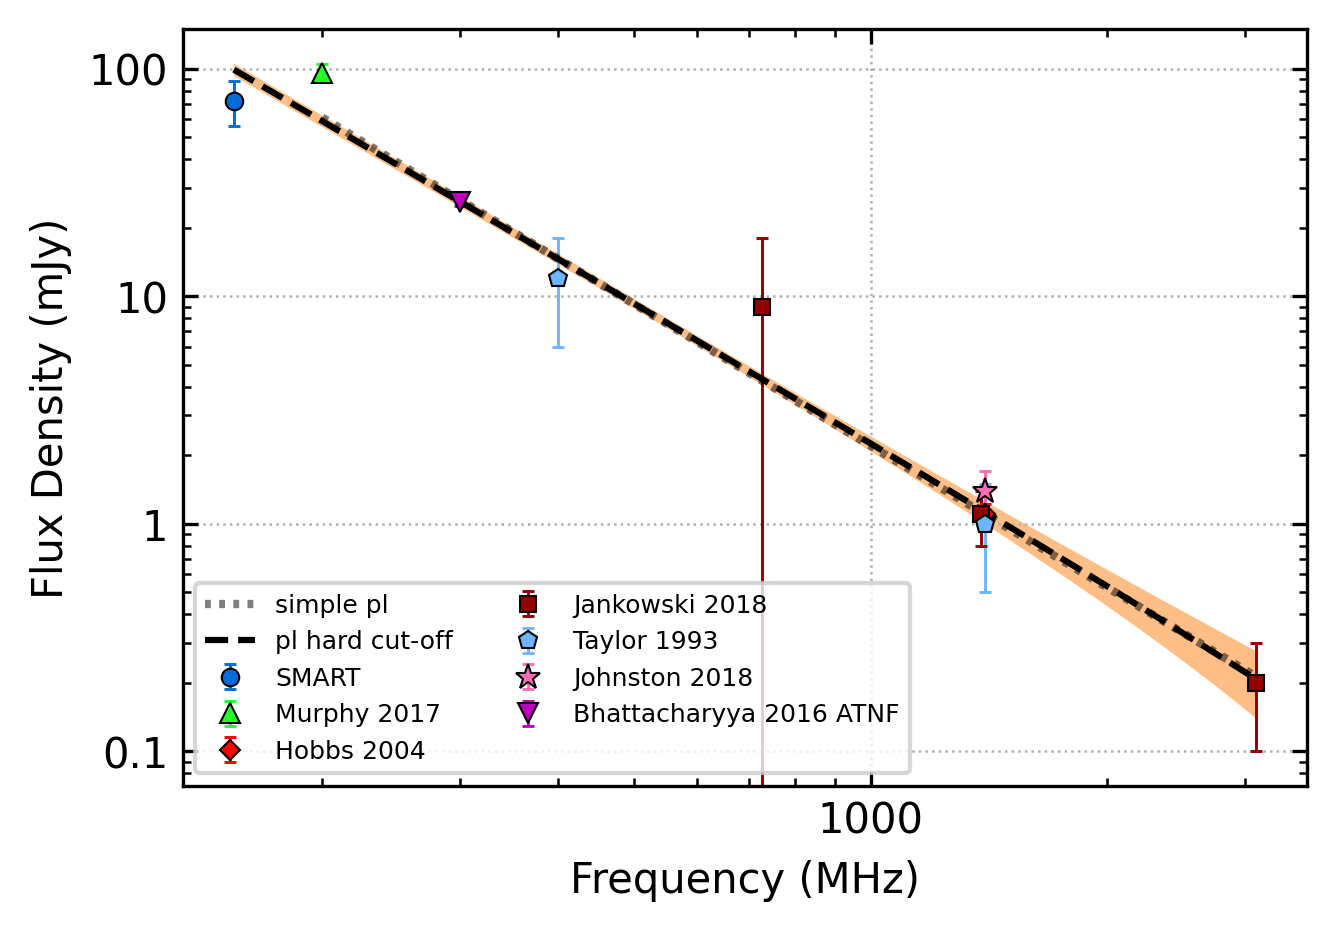 100
10
1
0.1
Flux Density (mJy)
simple pl
pl hard cut-off
SMART
Murphy 2017
Hobbs 2004
Jankowski 2018
Taylor 1993
Johnston 2018
Bhattacharyya 2016 ATNF
1000
Frequency (MHz)